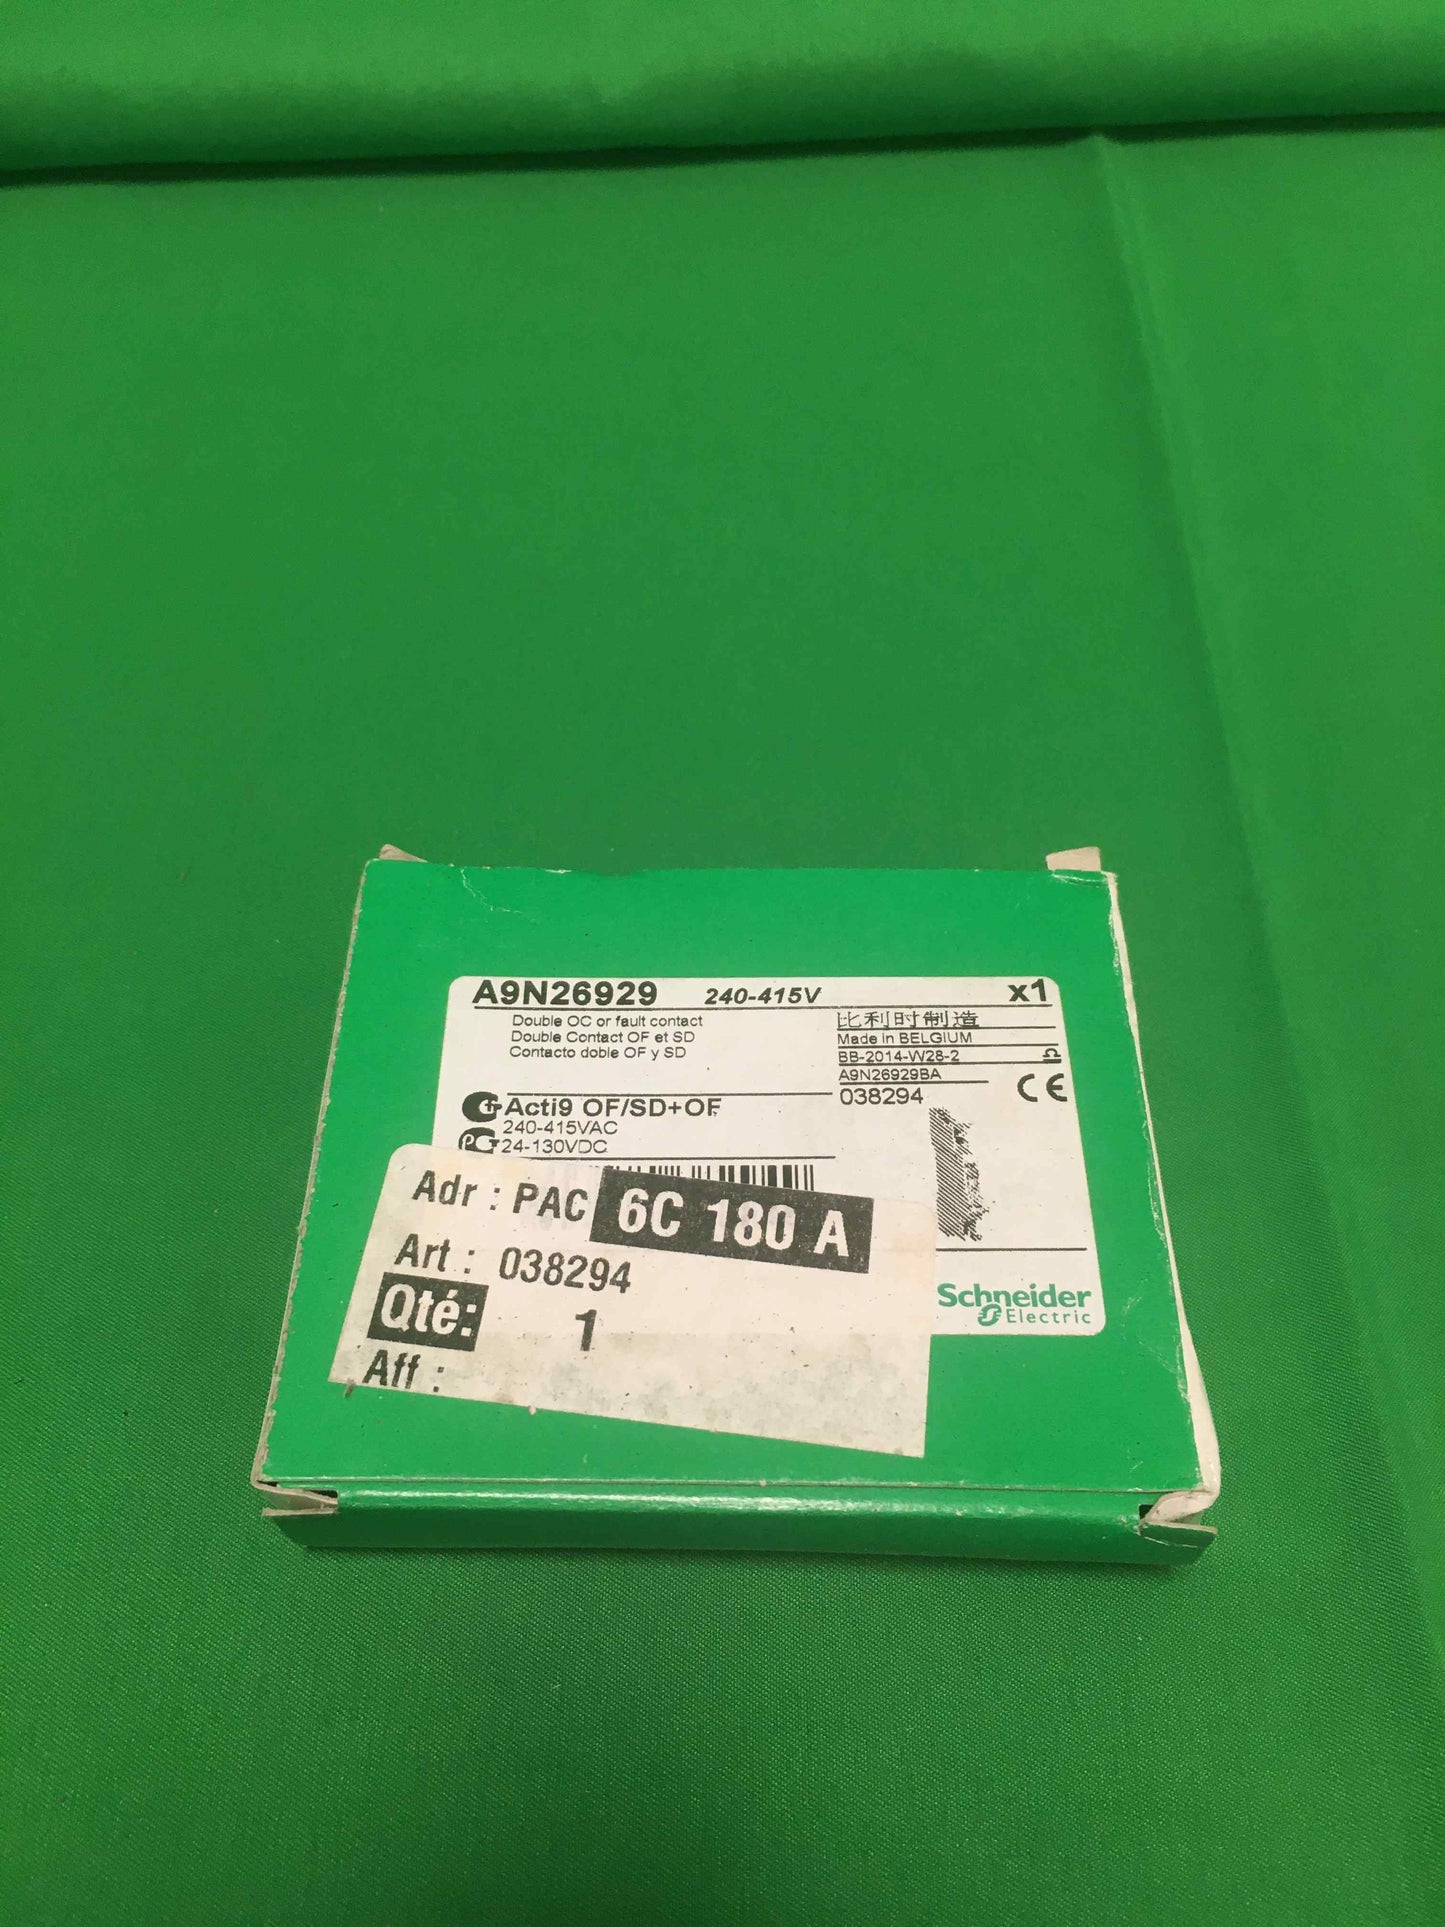 A9N26929 240-415V x1
Double OC or fault contact
Double Contact OF et SD
Contacto doble OF y SD
比利时制造
Made in BELGIUM
BB-2014-W28-2
A9N26929BA
038294
CE
Acti9 OF/SD+OF
240-415VAC
24-130VDC
Adr : PAC 6C 180 A
Art : 038294
Qté: 1
Aff :
Schneider
Electric